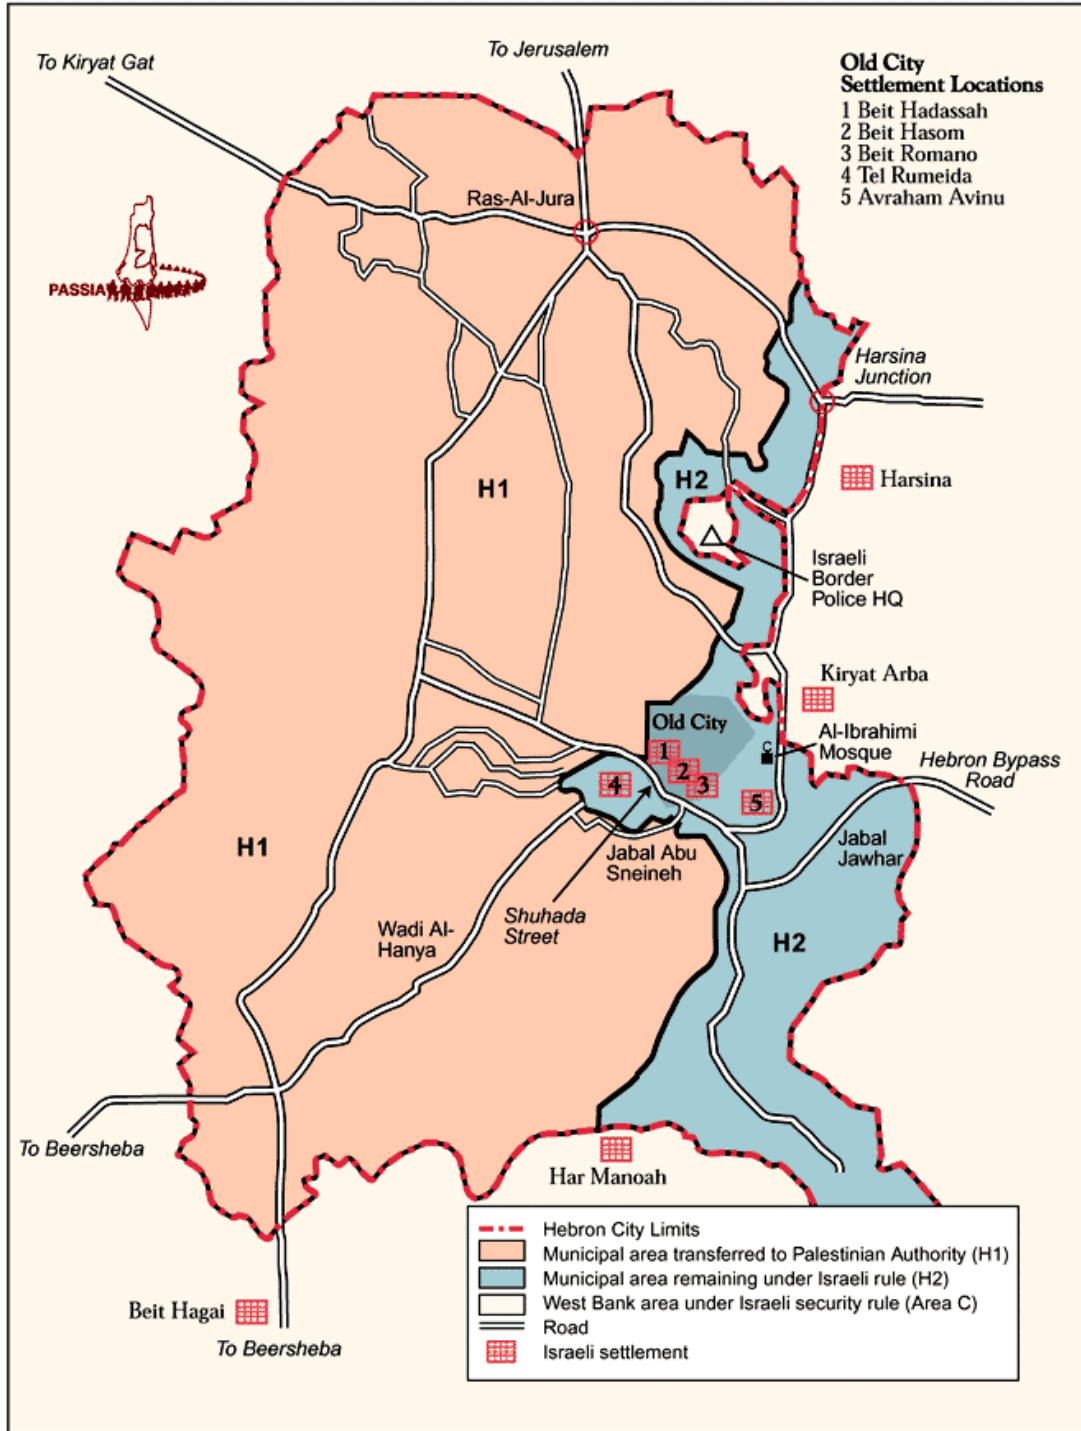 To Kiryat Gat
To Jerusalem
Old City
Settlement Locations
1 Beit Hadassah
2 Beit Hasom
3 Beit Romano
4 Tel Rumeida
5 Avraham Avinu
Ras-Al-Jura
PASSIA
Harsina
Junction
H1
H2
Harsina
Israeli
Border
Police HQ
Kiryat Arba
Old City
Al-Ibrahimi
Mosque
C
1
2
3
4
5
Hebron Bypass
Road
H1
Jabal Abu
Sneineh
Jabal
Jawhar
Shuhada
Street
Wadi Al-
Hanya
H2
To Beersheba
Har Manoah
Beit Hagai
To Beersheba
Hebron City Limits
Municipal area transferred to Palestinian Authority (H1)
Municipal area remaining under Israeli rule (H2)
West Bank area under Israeli security rule (Area C)
Road
Israeli settlement